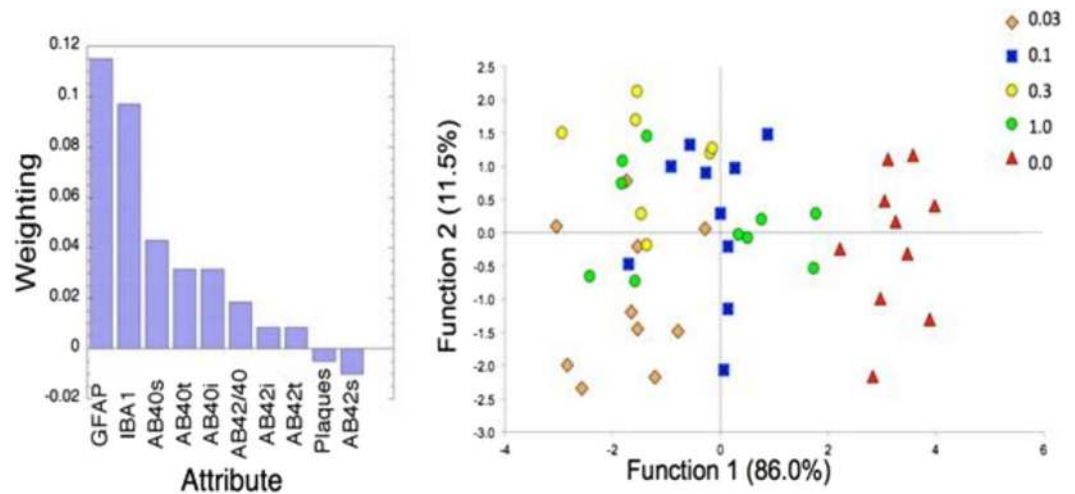 0.12
0.1
0.08
0.06
0.04
0.02
0
-0.02
Weighting
GFAP
IBA1
AB40s
AB40t
AB40i
AB42/40
AB42i
AB42t
Plaques
AB42s
Attribute
0.03
0.1
0.3
1.0
0.0
2.5
2.0
1.5
1.0
0.5
0.0
-0.5
-1.0
-1.5
-2.0
-2.5
-3.0
Function 2 (11.5%)
-4
-2
0
2
4
6
Function 1 (86.0%)